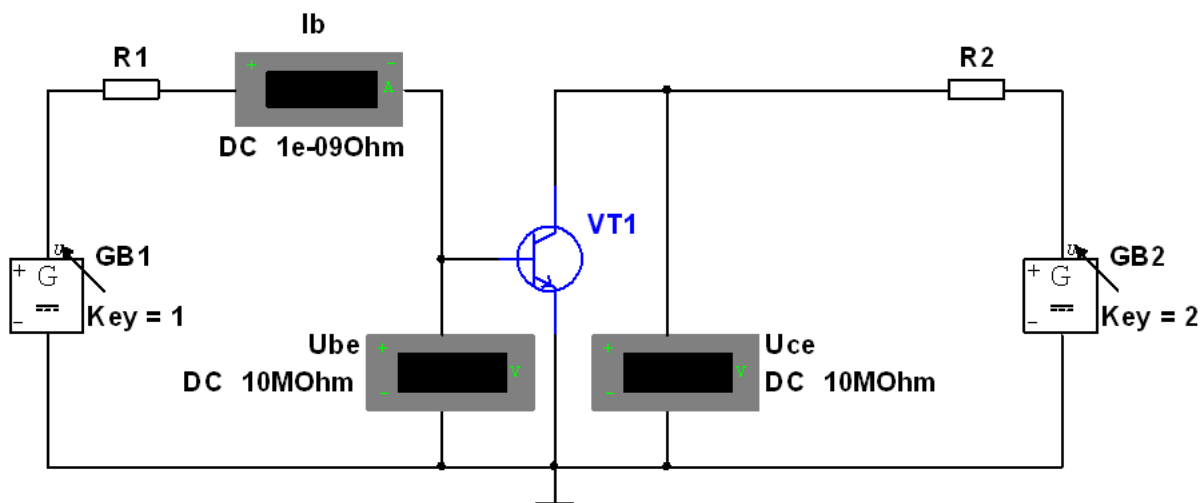 Ib
R1
R2
+ -
A
DC 1e-09Ohm
VT1
u
GB1
+ G
-
Key = 1
u
GB2
+ G
-
Key = 2
Ube
+
V
-
DC 10MOhm
Uce
+
V
-
DC 10MOhm